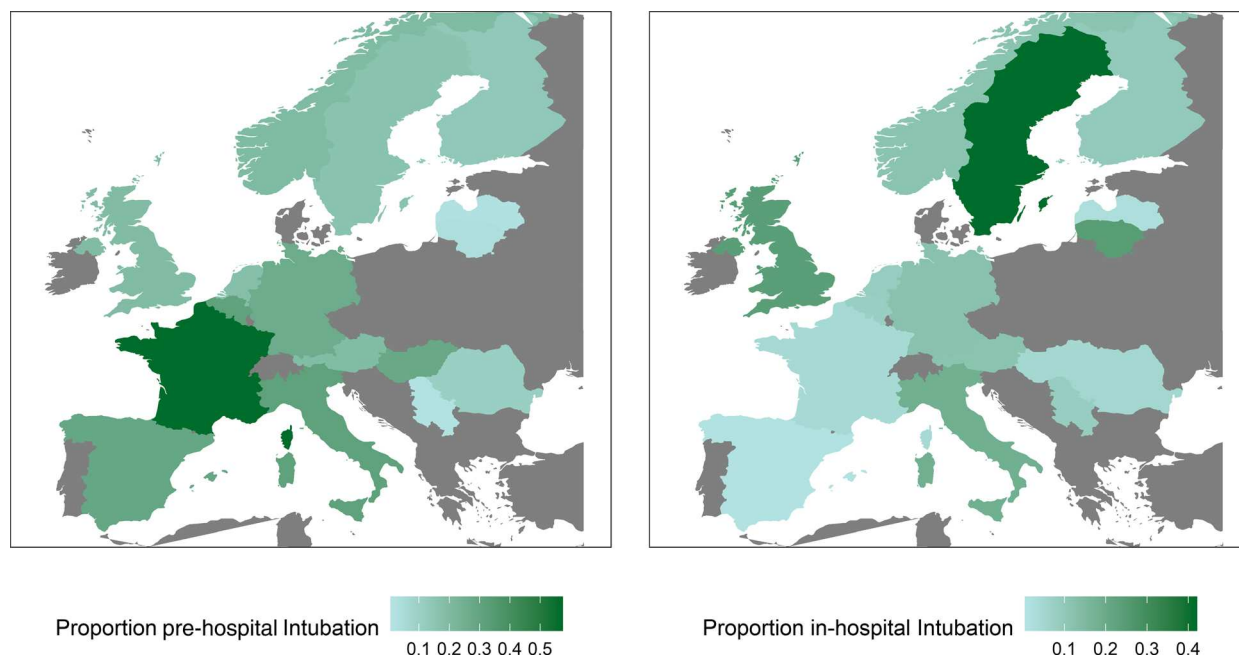 Proportion pre-hospital Intubation
0.1 0.2 0.3 0.4 0.5
Proportion in-hospital Intubation
0.1 0.2 0.3 0.4